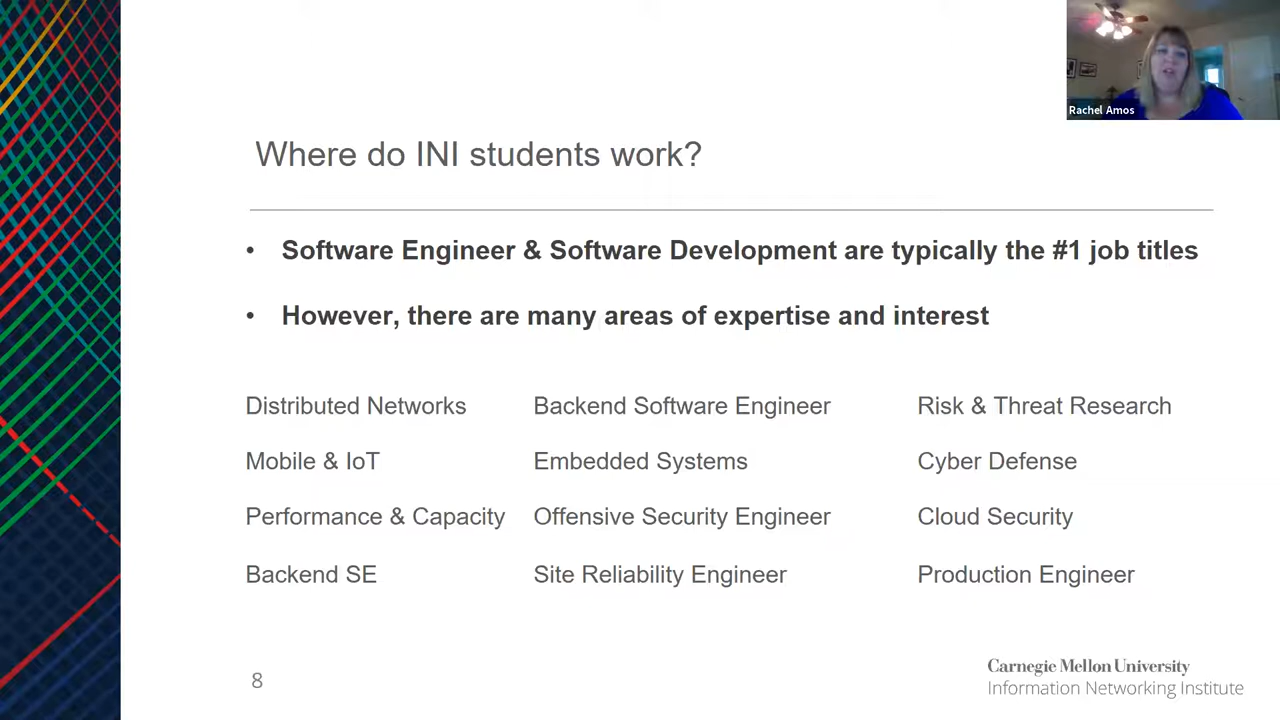 Rachel Amos
Where do INI students work?
• Software Engineer & Software Development are typically the #1 job titles
• However, there are many areas of expertise and interest
Distributed Networks Backend Software Engineer Risk & Threat Research
Mobile & IoT Embedded Systems Cyber Defense
Performance & Capacity Offensive Security Engineer Cloud Security
Backend SE Site Reliability Engineer Production Engineer
8
Carnegie Mellon University
Information Networking Institute